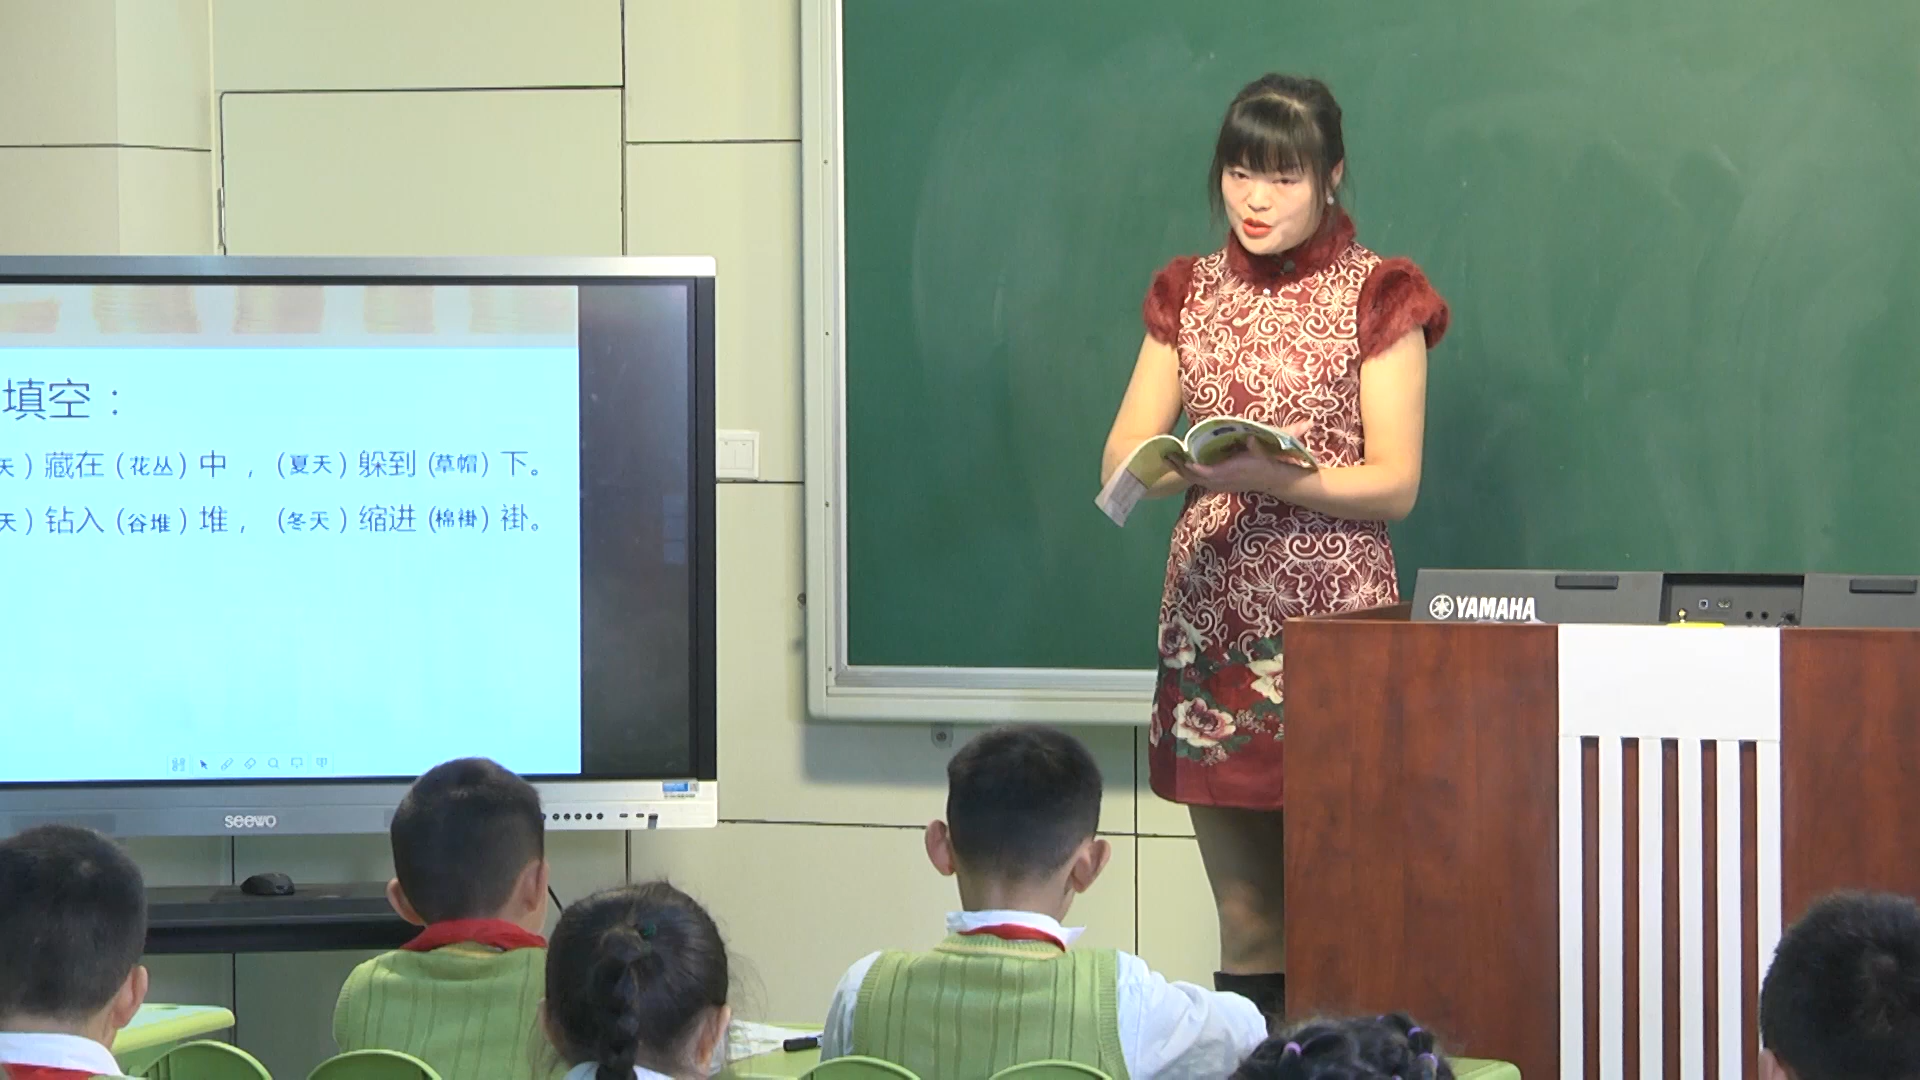 填空：
天）藏在（花丛）中，（夏天）躲到（草帽）下。
天）钻入（谷堆）堆，（冬天）缩进（棉褂）褂。
seewo
YAMAHA